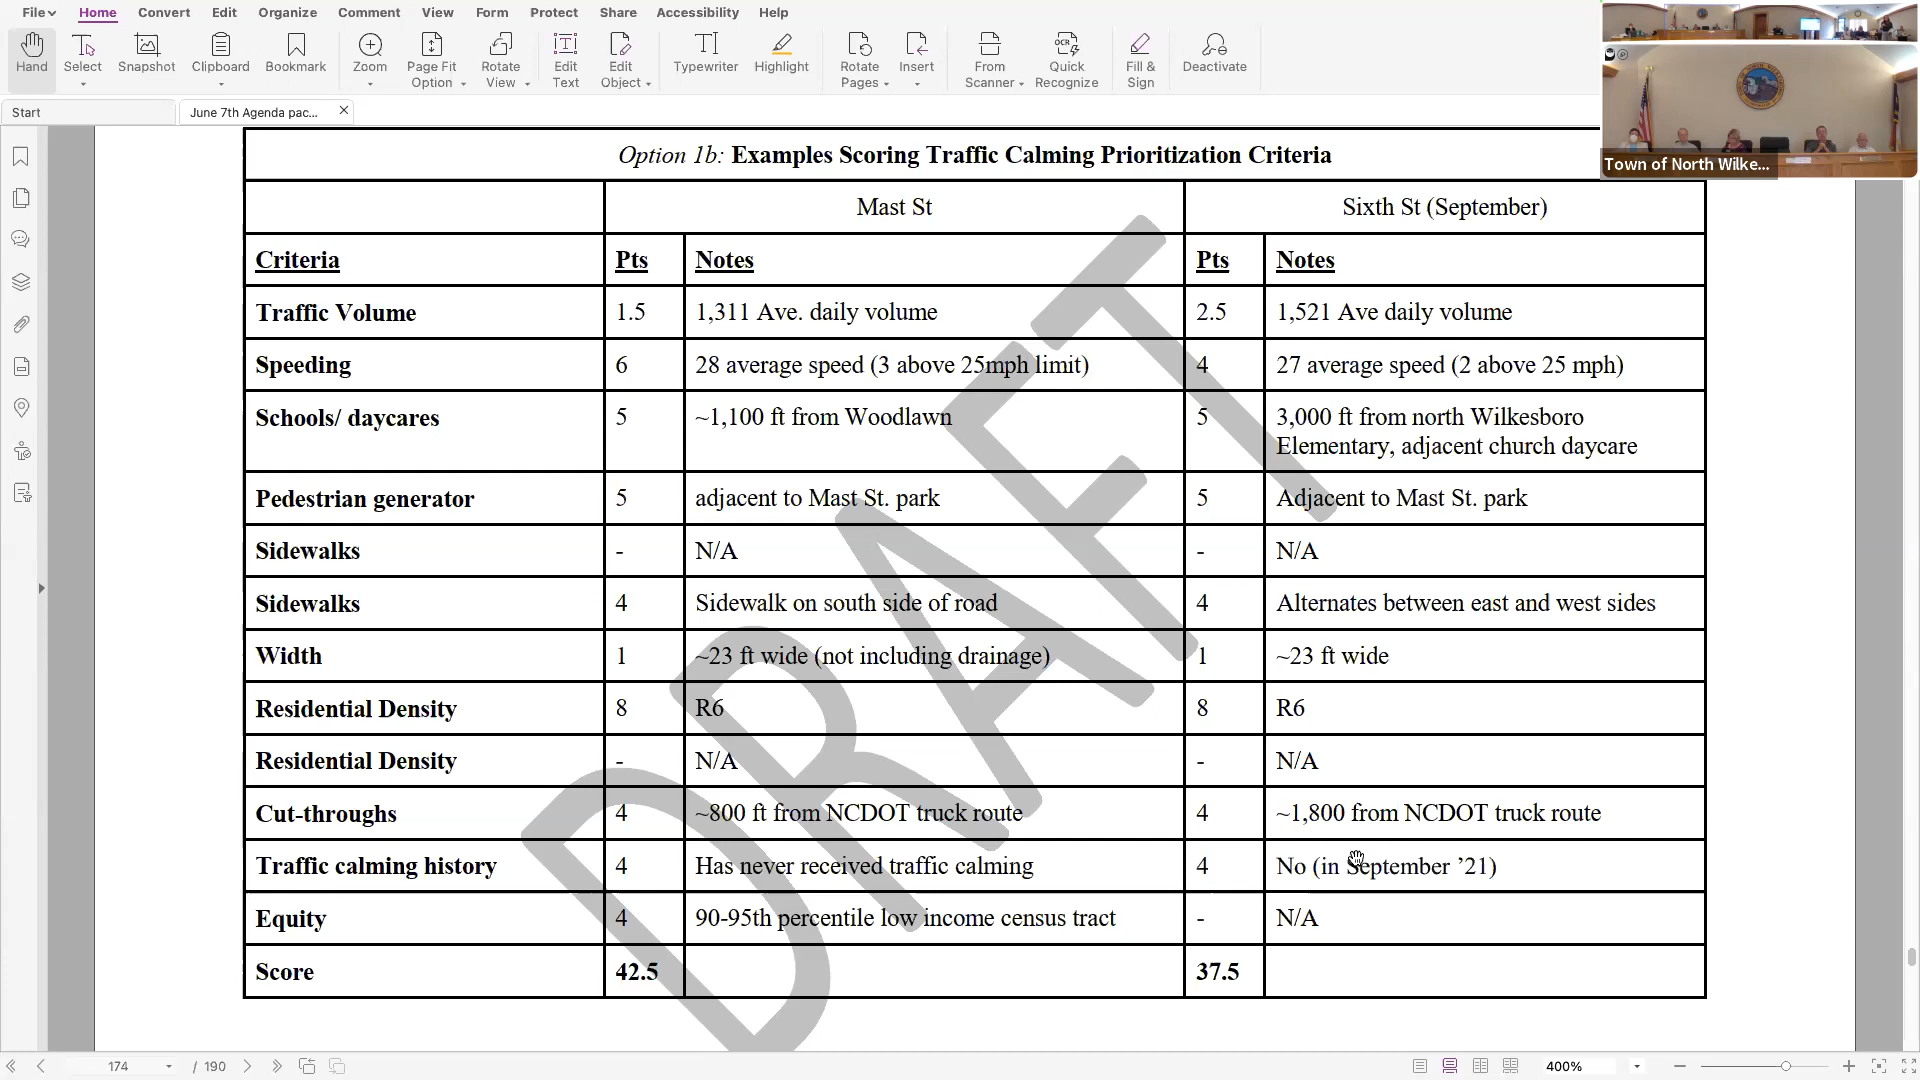 File Home Convert Edit Organize Comment View Form Protect Share Accessibility Help
Hand Select Snapshot Clipboard Bookmark Zoom Page Fit Option Rotate View Edit Text Edit Object Typewriter Highlight Rotate Pages Insert From Scanner OCR Quick Recognize Fill & Sign Deactivate
Start June 7th Agenda pac...
Town of North Wilke...
Option 1b: Examples Scoring Traffic Calming Prioritization Criteria
Mast St Sixth St (September)
Criteria Pts Notes Pts Notes
Traffic Volume 1.5 1,311 Ave. daily volume 2.5 1,521 Ave daily volume
Speeding 6 28 average speed (3 above 25mph limit) 4 27 average speed (2 above 25 mph)
Schools/ daycares 5 ~1,100 ft from Woodlawn 5 3,000 ft from north Wilkesboro
Elementary, adjacent church daycare
Pedestrian generator 5 adjacent to Mast St. park 5 Adjacent to Mast St. park
Sidewalks - N/A - N/A
Sidewalks 4 Sidewalk on south side of road 4 Alternates between east and west sides
Width 1 ~23 ft wide (not including drainage) 1 ~23 ft wide
Residential Density 8 R6 8 R6
Residential Density - N/A - N/A
Cut-throughs 4 ~800 ft from NCDOT truck route 4 ~1,800 from NCDOT truck route
Traffic calming history 4 Has never received traffic calming 4 No (in September ’21)
Equity 4 90-95th percentile low income census tract - N/A
Score 42.5 37.5
DRAFT
174 / 190 400%